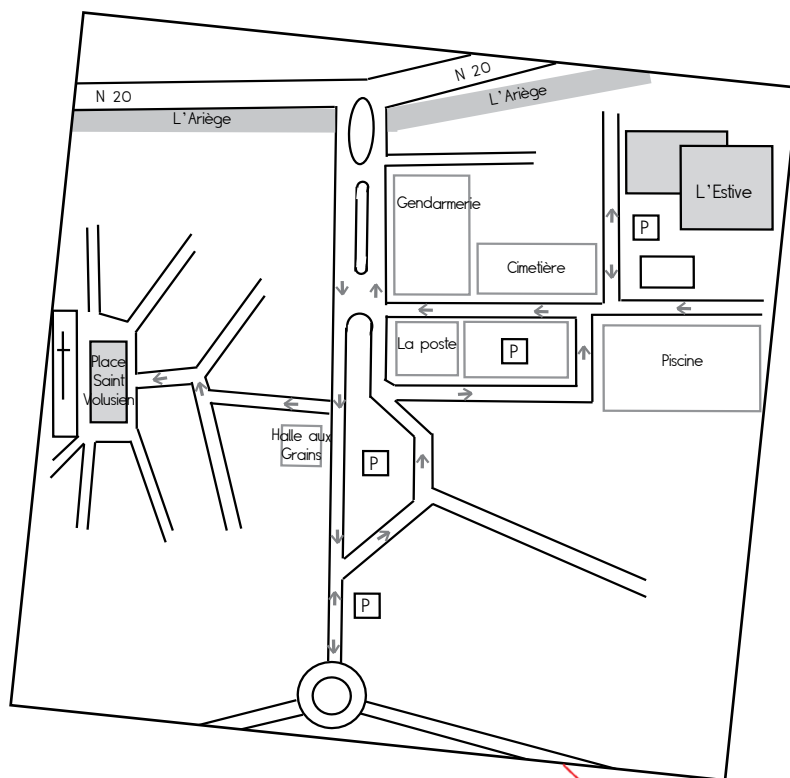 N 20
N 20
L'Ariège
L'Ariège
L'Estive
Gendarmerie
P
Cimetière
La poste
P
Piscine
Place
Saint
Volusien
Halle aux
Grains
P
P